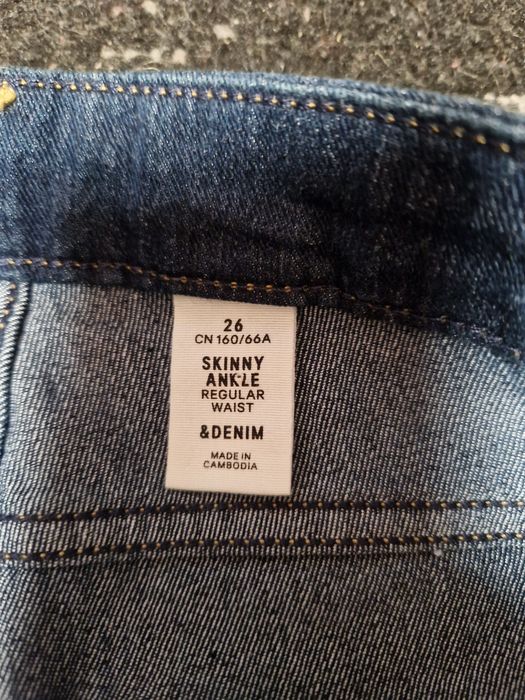 26
CN 160/66A
SKINNY
ANKLE
REGULAR
WAIST
&DENIM
MADE IN
CAMBODIA